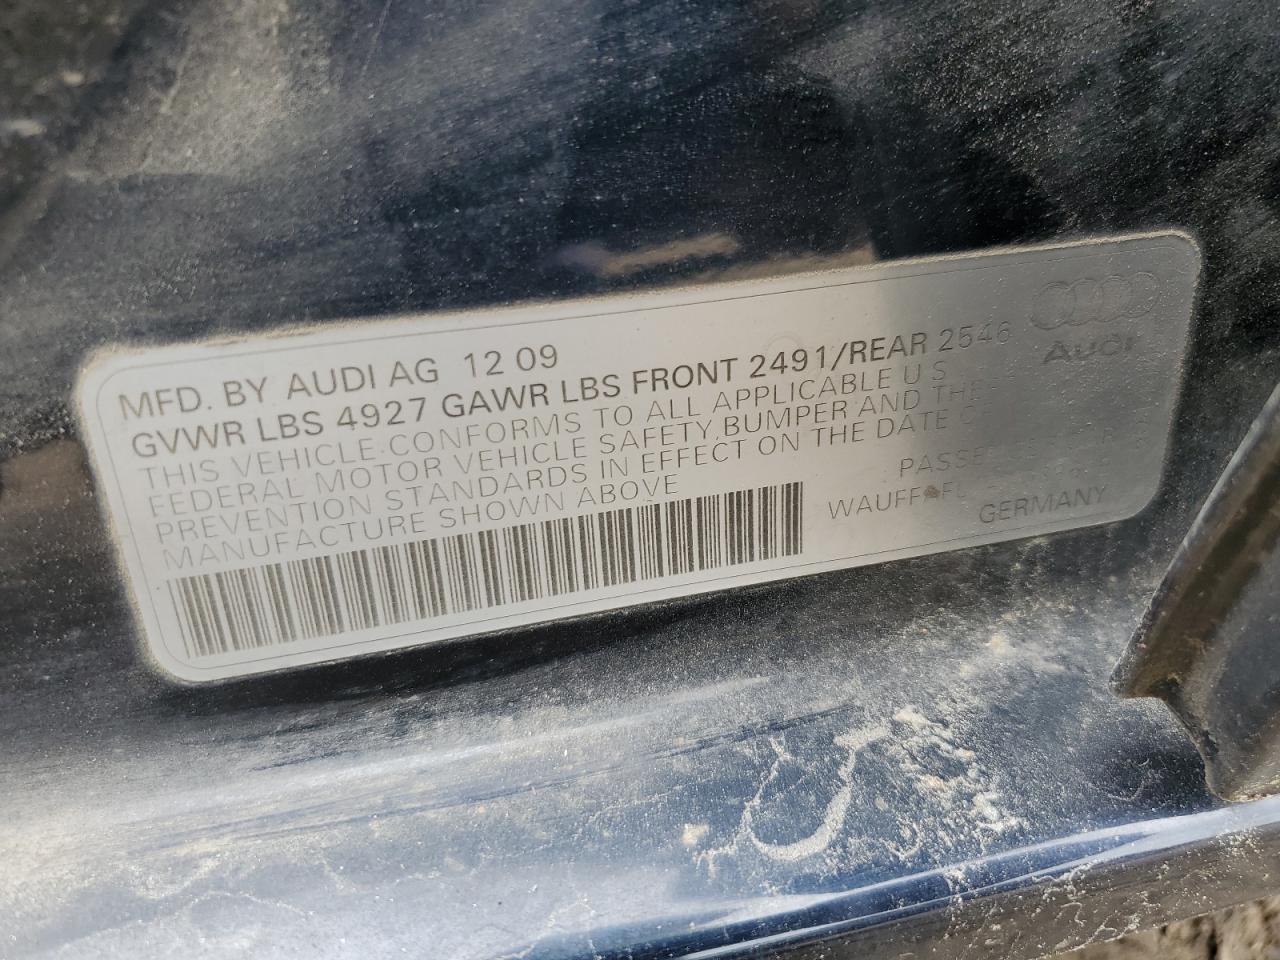 MFD. BY AUDI AG 12 09
GVWR LBS 4927 GAWR LBS FRONT 2491/REAR 2546
THIS VEHICLE CONFORMS TO ALL APPLICABLE U S
FEDERAL MOTOR VEHICLE SAFETY BUMPER AND
PREVENTION STANDARDS IN EFFECT ON THE DATE
MANUFACTURE SHOWN ABOVE
AUDI
GERMANY